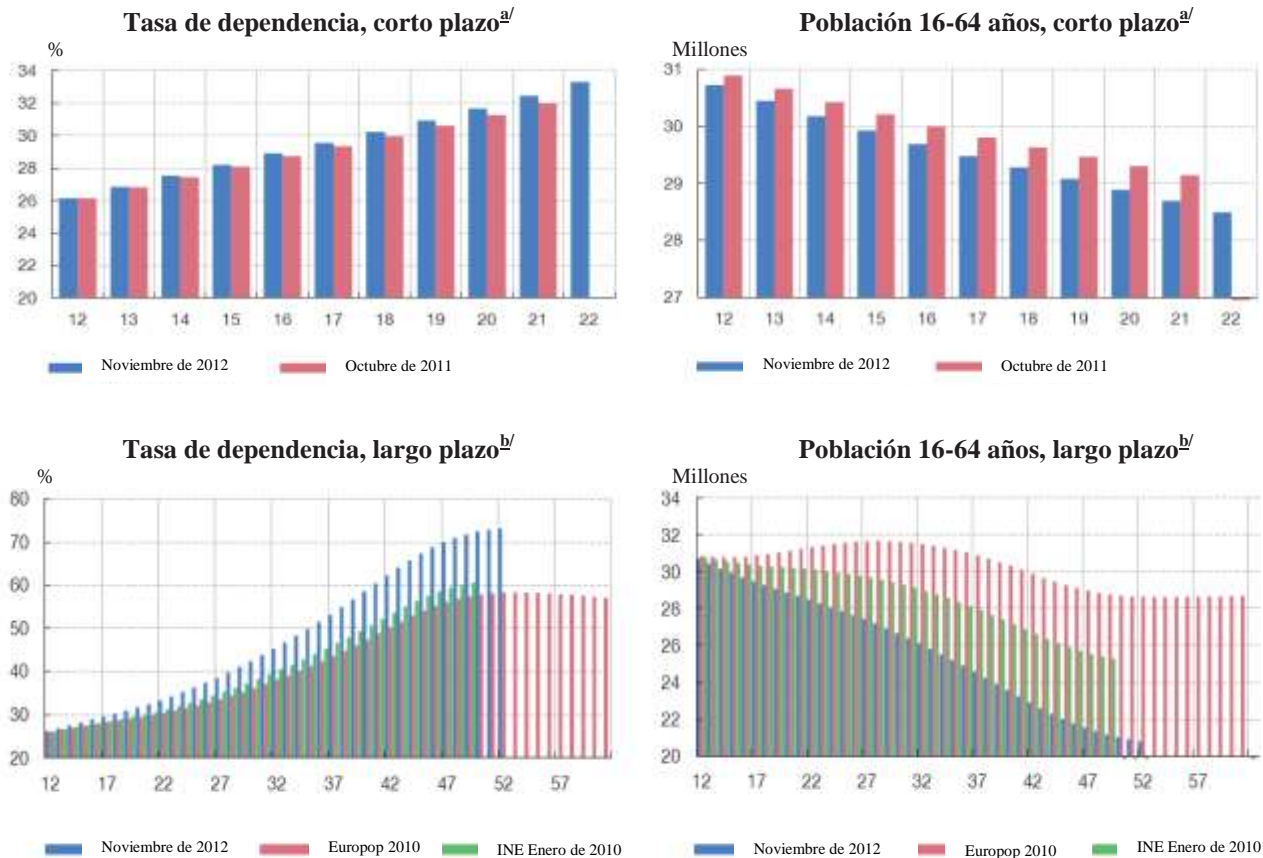 Tasa de dependencia, corto plazo a/
%
34
32
30
28
26
24
22
20
12 13 14 15 16 17 18 19 20 21 22
Noviembre de 2012 Octubre de 2011
Población 16-64 años, corto plazo a/
Millones
31
30
29
28
27
12 13 14 15 16 17 18 19 20 21 22
Noviembre de 2012 Octubre de 2011
Tasa de dependencia, largo plazo b/
%
80
70
60
50
40
30
20
12 17 22 27 32 37 42 47 52 57
Noviembre de 2012 Europop 2010 INE Enero de 2010
Población 16-64 años, largo plazo b/
Millones
34
32
30
28
26
24
22
20
12 17 22 27 32 37 42 47 52 57
Noviembre de 2012 Europop 2010 INE Enero de 2010